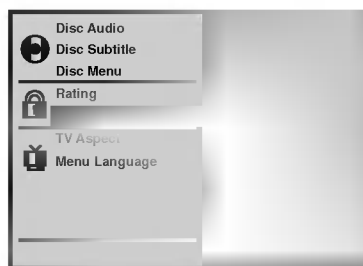 Disc Audio
Disc Subtitle
Disc Menu
Rating
TV Aspect
Menu Language